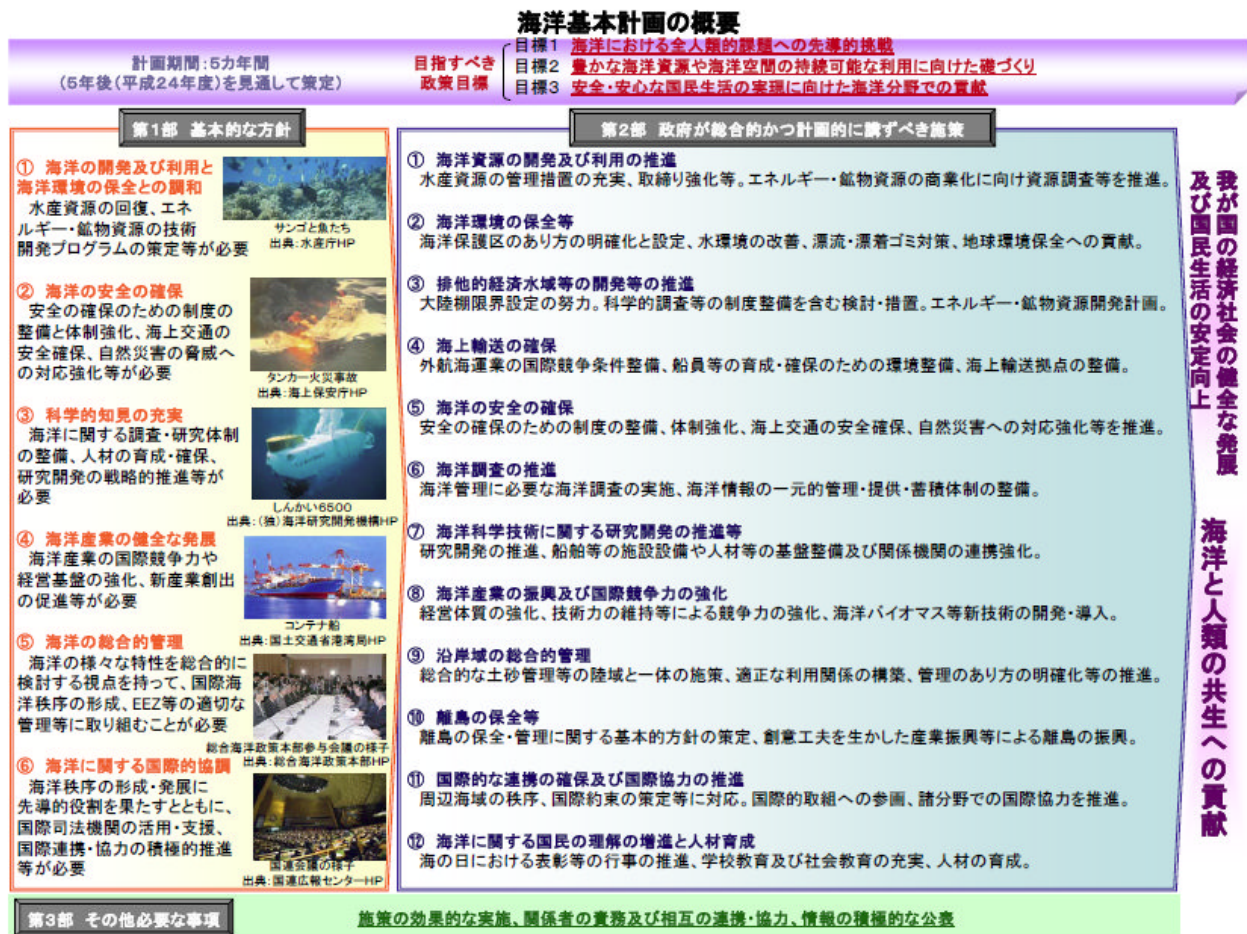 海洋基本計画の概要
計画期間:5カ年間
(5年後(平成24年度)を見通して策定)
目指すべき
政策目標
目標1 海洋における全人類的課題への先導的挑戦
目標2 豊かな海洋資源や海洋空間の持続可能な利用に向けた礎づくり
目標3 安全・安心な国民生活の実現に向けた海洋分野での貢献
第1部 基本的な方針
① 海洋の開発及び利用と
海洋環境の保全との調和
水産資源の回復、エネ
ルギー・鉱物資源の技術
開発プログラムの策定等が必要
サンゴと魚たち
出典:水産庁HP
② 海洋の安全の確保
安全の確保のための制度の
整備と体制強化、海上交通の
安全確保、自然災害の脅威へ
の対応強化等が必要
タンカー火災事故
出典:海上保安庁HP
③ 科学的知見の充実
海洋に関する調査・研究体制
の整備、人材の育成・確保、
研究開発の戦略的推進等が
必要
しんかい6500
出典:(独)海洋研究開発機構HP
④ 海洋産業の健全な発展
海洋産業の国際競争力や
経営基盤の強化、新産業創出
の促進等が必要
コンテナ船
出典:国土交通省港湾局HP
⑤ 海洋の総合的管理
海洋の様々な特性を総合的に
検討する視点を持って、国際海
洋秩序の形成、EEZ等の適切な
管理等に取り組むことが必要
総合海洋政策本部参与会議の様子
出典:総合海洋政策本部HP
⑥ 海洋に関する国際的協調
海洋秩序の形成・発展に
先導的役割を果たすとともに、
国際司法機関の活用・支援、
国際連携・協力の積極的推進
等が必要
国連会議の様子
出典:国連広報センターHP
第2部 政府が総合的かつ計画的に講ずべき施策
① 海洋資源の開発及び利用の推進
水産資源の管理措置の充実、取締り強化等。エネルギー・鉱物資源の商業化に向け資源調査等を推進。
② 海洋環境の保全等
海洋保護区のあり方の明確化と設定、水環境の改善、漂流・漂着ゴミ対策、地球環境保全への貢献。
③ 排他的経済水域等の開発等の推進
大陸棚限界設定の努力。科学的調査等の制度整備を含む検討・措置。エネルギー・鉱物資源開発計画。
④ 海上輸送の確保
外航海運業の国際競争条件整備、船員等の育成・確保のための環境整備、海上輸送拠点の整備。
⑤ 海洋の安全の確保
安全の確保のための制度の整備、体制強化、海上交通の安全確保、自然災害への対応強化等を推進。
⑥ 海洋調査の推進
海洋管理に必要な海洋調査の実施、海洋情報の一元的管理・提供・蓄積体制の整備。
⑦ 海洋科学技術に関する研究開発の推進等
研究開発の推進、船舶等の施設設備や人材等の基盤整備及び関係機関の連携強化。
⑧ 海洋産業の振興及び国際競争力の強化
経営体質の強化、技術力の維持等による競争力の強化、海洋バイオマス等新技術の開発・導入。
⑨ 沿岸域の総合的管理
総合的な土砂管理等の陸域と一体の施策、適正な利用関係の構築、管理のあり方の明確化等の推進。
⑩ 離島の保全等
離島の保全・管理に関する基本的方針の策定、創意工夫を生かした産業振興等による離島の振興。
⑪ 国際的な連携の確保及び国際協力の推進
周辺海域の秩序、国際約束の策定等に対応。国際的取組への参画、諸分野での国際協力を推進。
⑫ 海洋に関する国民の理解の増進と人材育成
海の日における表彰等の行事の推進、学校教育及び社会教育の充実、人材の育成。
我が国の経済社会の健全な発展
及び国民生活の安定向上
海洋と人類の共生への貢献
第3部 その他必要な事項
施策の効果的な実施、関係者の責務及び相互の連携・協力、情報の積極的な公表